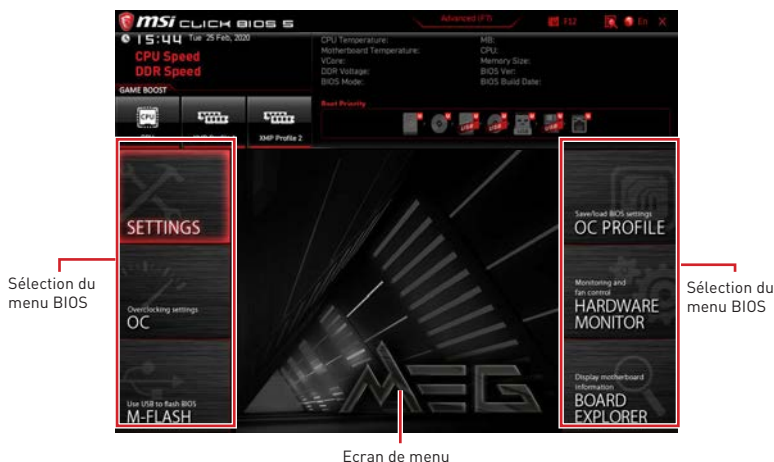 msi CLICK BIOS 5
Advanced (F7)
F12
En X
15:44 Tue 25 Feb, 2020
CPU Speed
DDR Speed
CPU Temperature:
Motherboard Temperature:
VCore:
DDR Voltage:
BIOS Mode:
MB:
CPU:
Memory Size:
BIOS Ver:
BIOS Build Date:
GAME BOOST
Boot Priority
CPU
USB
USB
USB
XMP Profile 2
SETTINGS
Overclocking settings
OC
Use USB to flash BIOS
M-FLASH
MEG
Save/load BIOS settings
OC PROFILE
Monitoring and
fan control
HARDWARE
MONITOR
Display motherboard
information
BOARD
EXPLORER
Sélection du
menu BIOS
Sélection du
menu BIOS
Ecran de menu